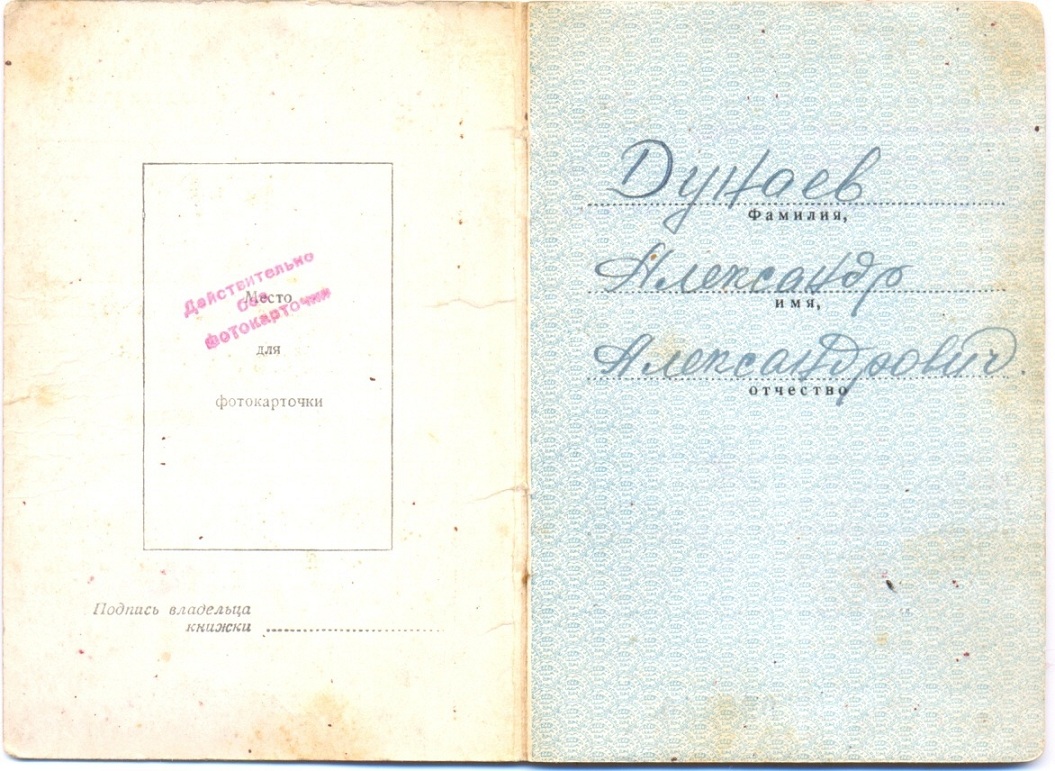 Действительно
без
фотокарточки
Место
для
фотокарточки
Подпись владельца
книжки
Дунаев
Фамилия,
Александр
имя,
Александрович.
отчество